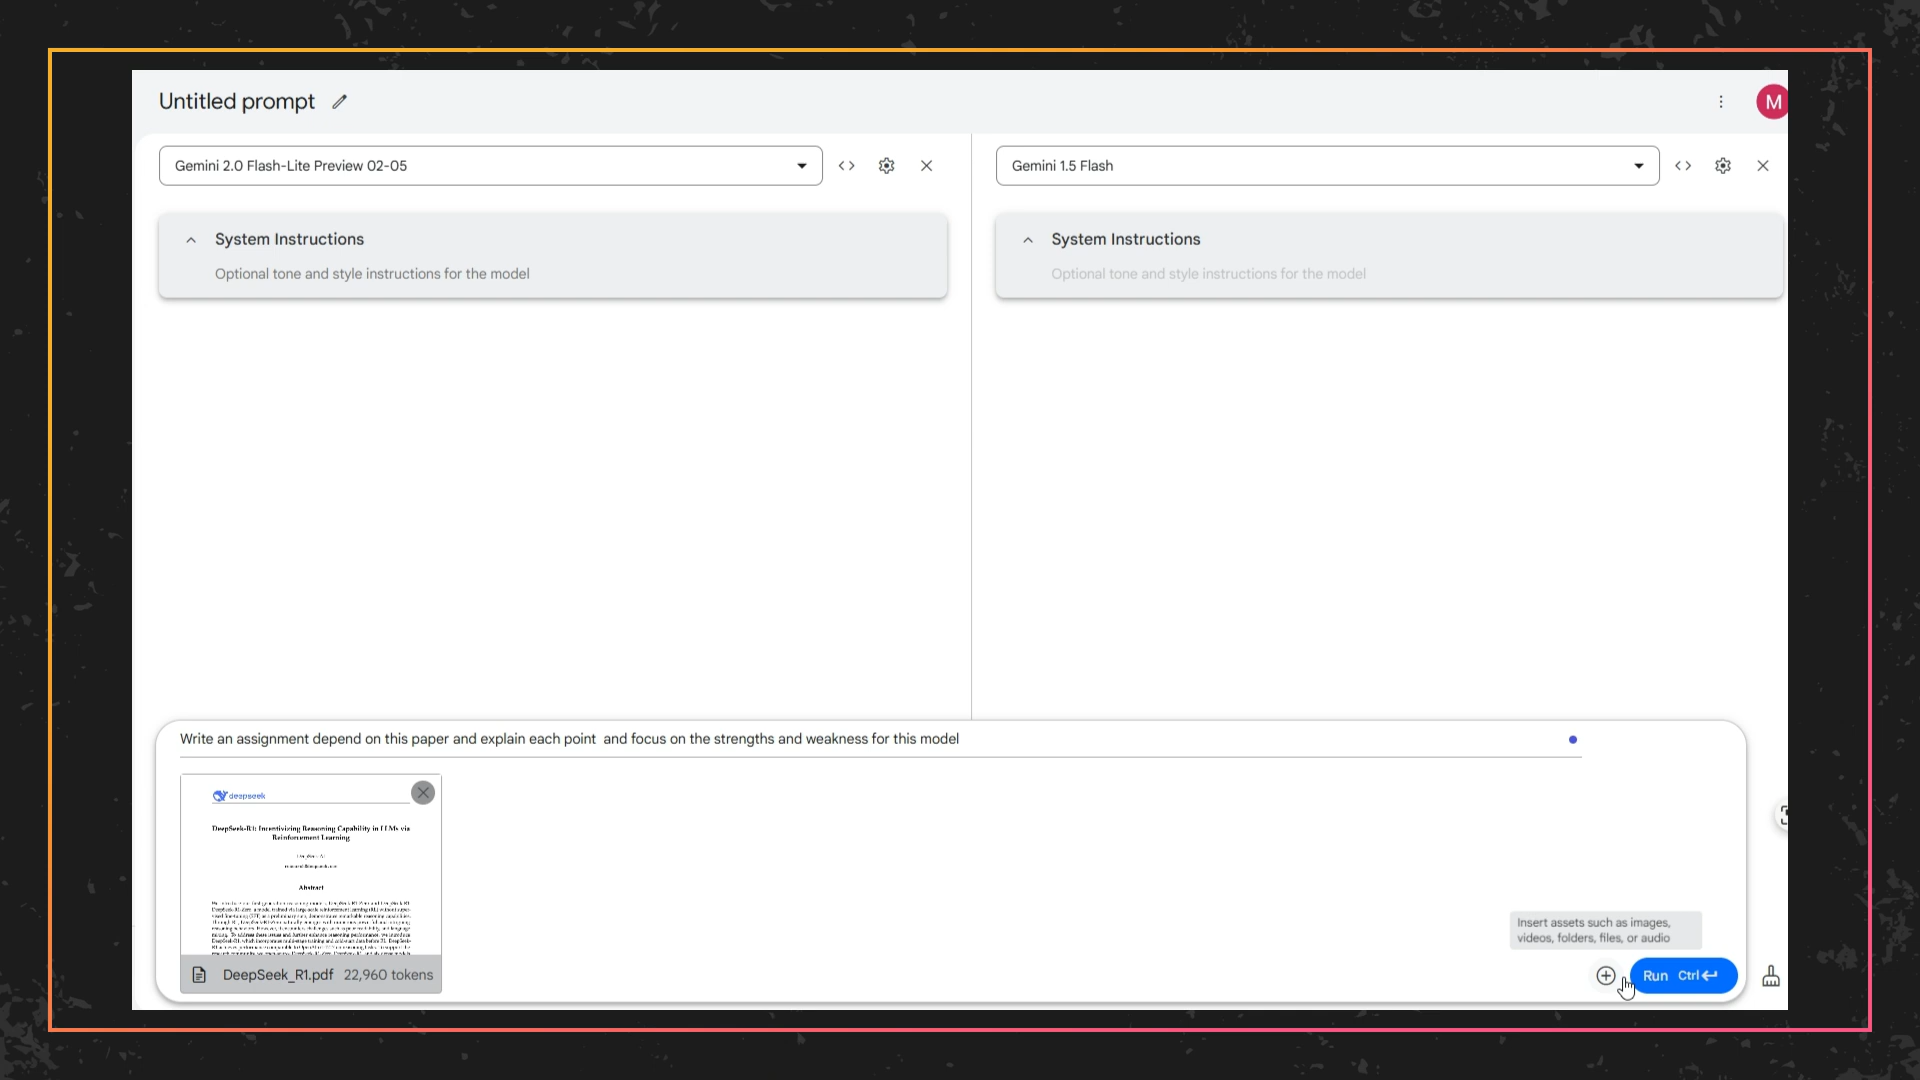 Untitled prompt
M
Gemini 2.0 Flash-Lite Preview 02-05
Gemini 1.5 Flash
System Instructions
Optional tone and style instructions for the model
System Instructions
Optional tone and style instructions for the model
Write an assignment depend on this paper and explain each point  and focus on the strengths and weakness for this model
deepseek
DeepSeek-R1: Incentivizing Reasoning Capability in LLMs via
Reinforcement Learning
Abstract
DeepSeek_R1.pdf 22,960 tokens
Insert assets such as images,
videos, folders, files, or audio
Run Ctrl